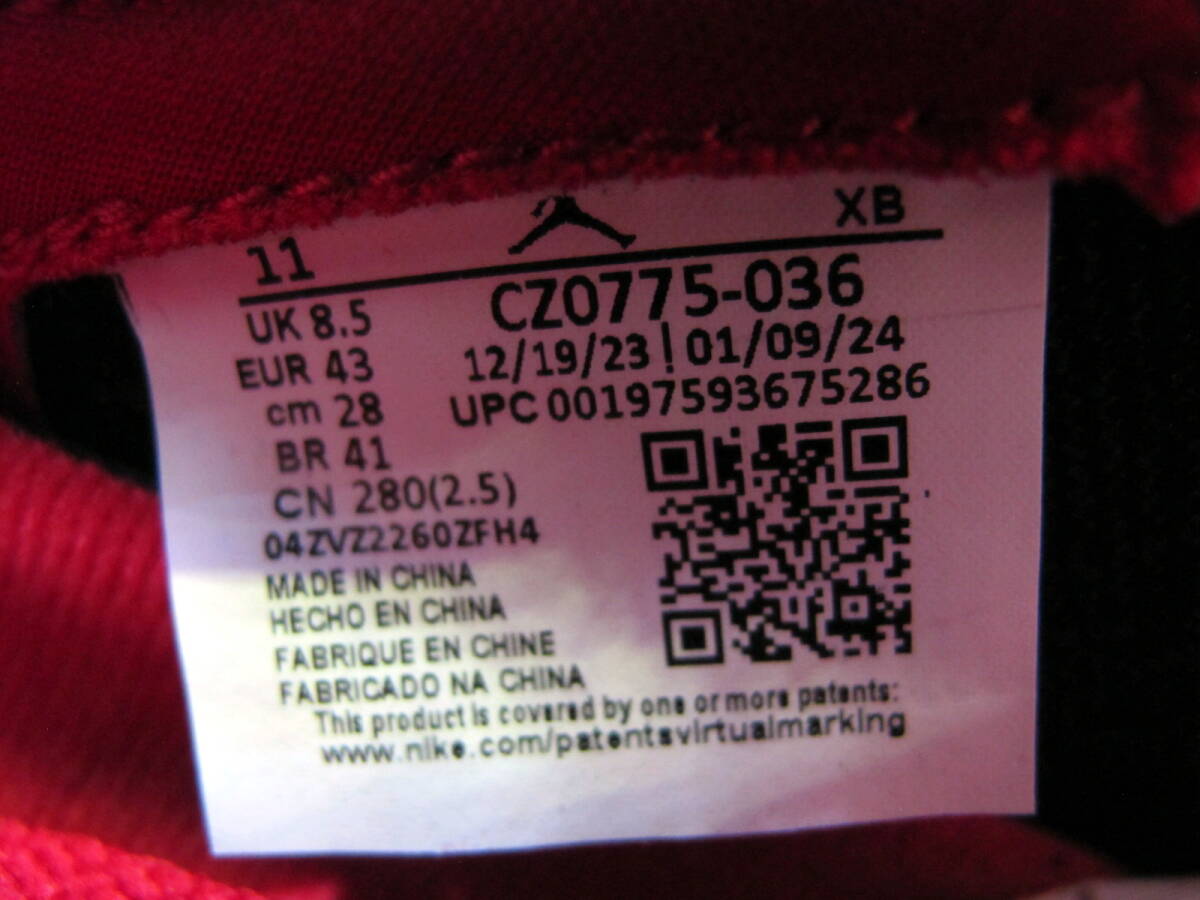 11 XB
UK 8.5 CZ0775-036
EUR 43 12/19/23 | 01/09/24
cm 28 UPC 00197593675286
BR 41
CN 280(2.5)
04ZVZ2260ZFH4
MADE IN CHINA
HECHO EN CHINA
FABRIQUE EN CHINE
FABRICADO NA CHINA
This product is covered by one or more patents:
www.nike.com/patentsvirtualmarking